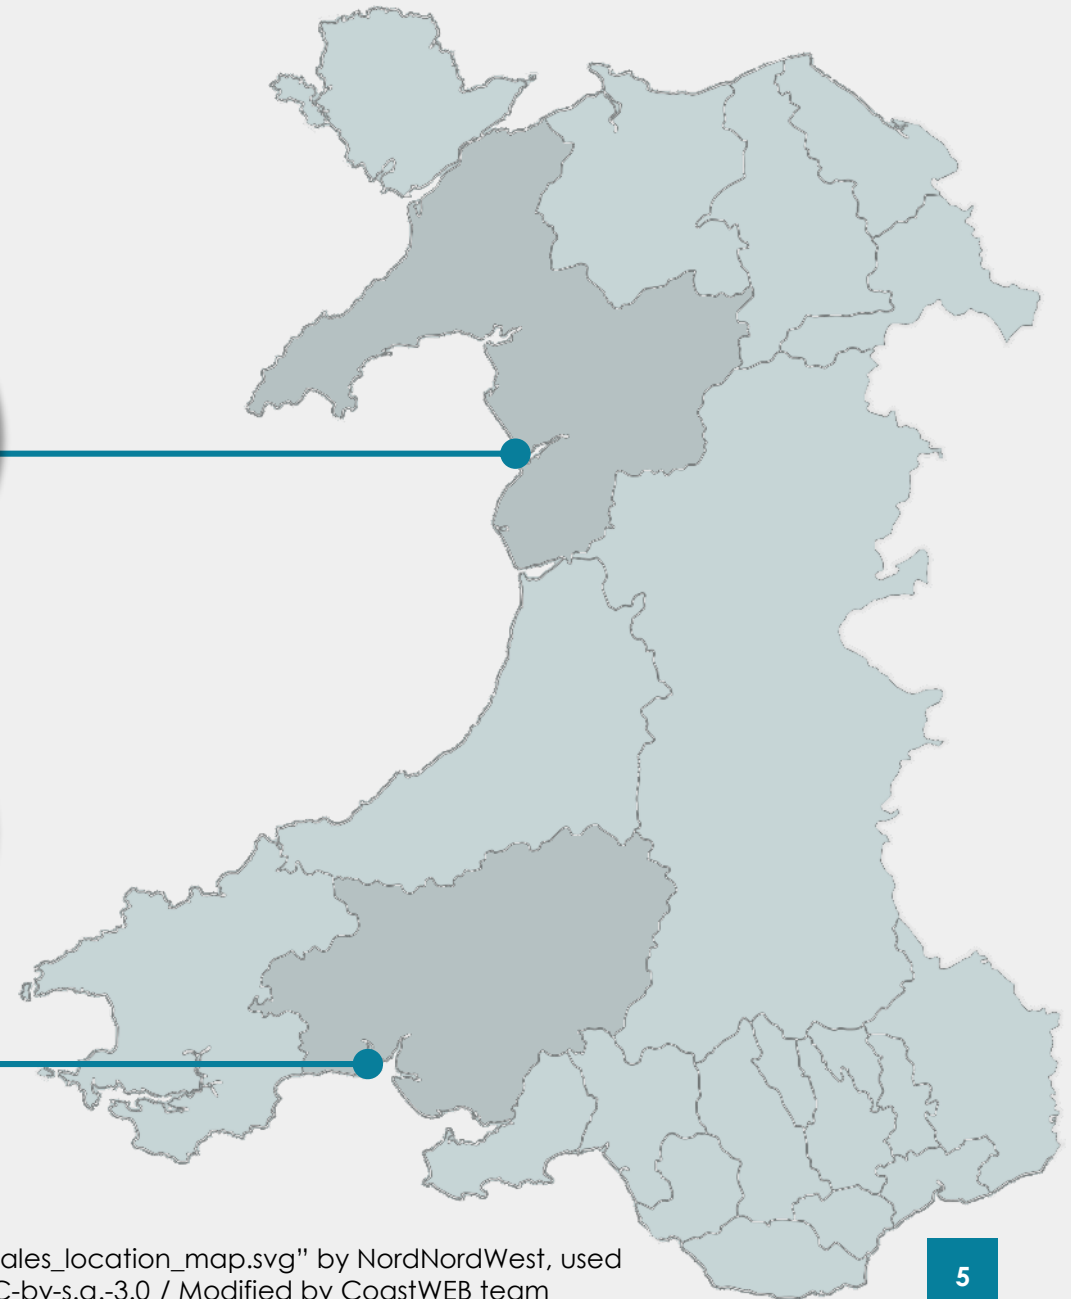 ales_location_map.svg” by NordNordWest, used
C-by-s.a.-3.0 / Modified by CoastWEB team
5